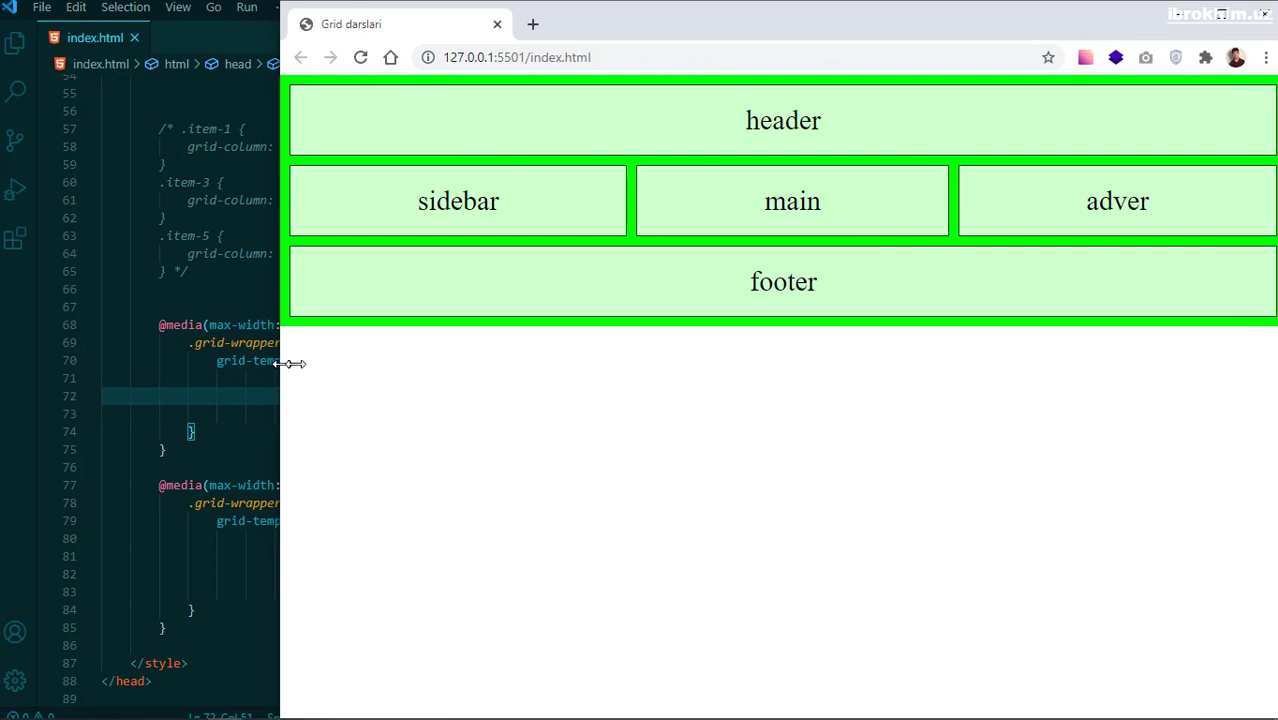 File Edit Selection View Go Run
Grid darslari
ibrokhim.uz
index.html
127.0.0.1:5501/index.html
index.html > html > head >
54
55
56
57 /* .item-1 {
58 grid-column:
59 }
60 .item-3 {
61 grid-column:
62 }
63 .item-5 {
64 grid-column:
65 } */
66
67
68 @media(max-width:
69 .grid-wrapper
70 grid-temp
71
72
73
74 }
75 }
76
77 @media(max-width:
78 .grid-wrapper
79 grid-temp
80
81
82
83
84 }
85 }
86
87 </style>
88 </head>
89
header
sidebar main adver
footer